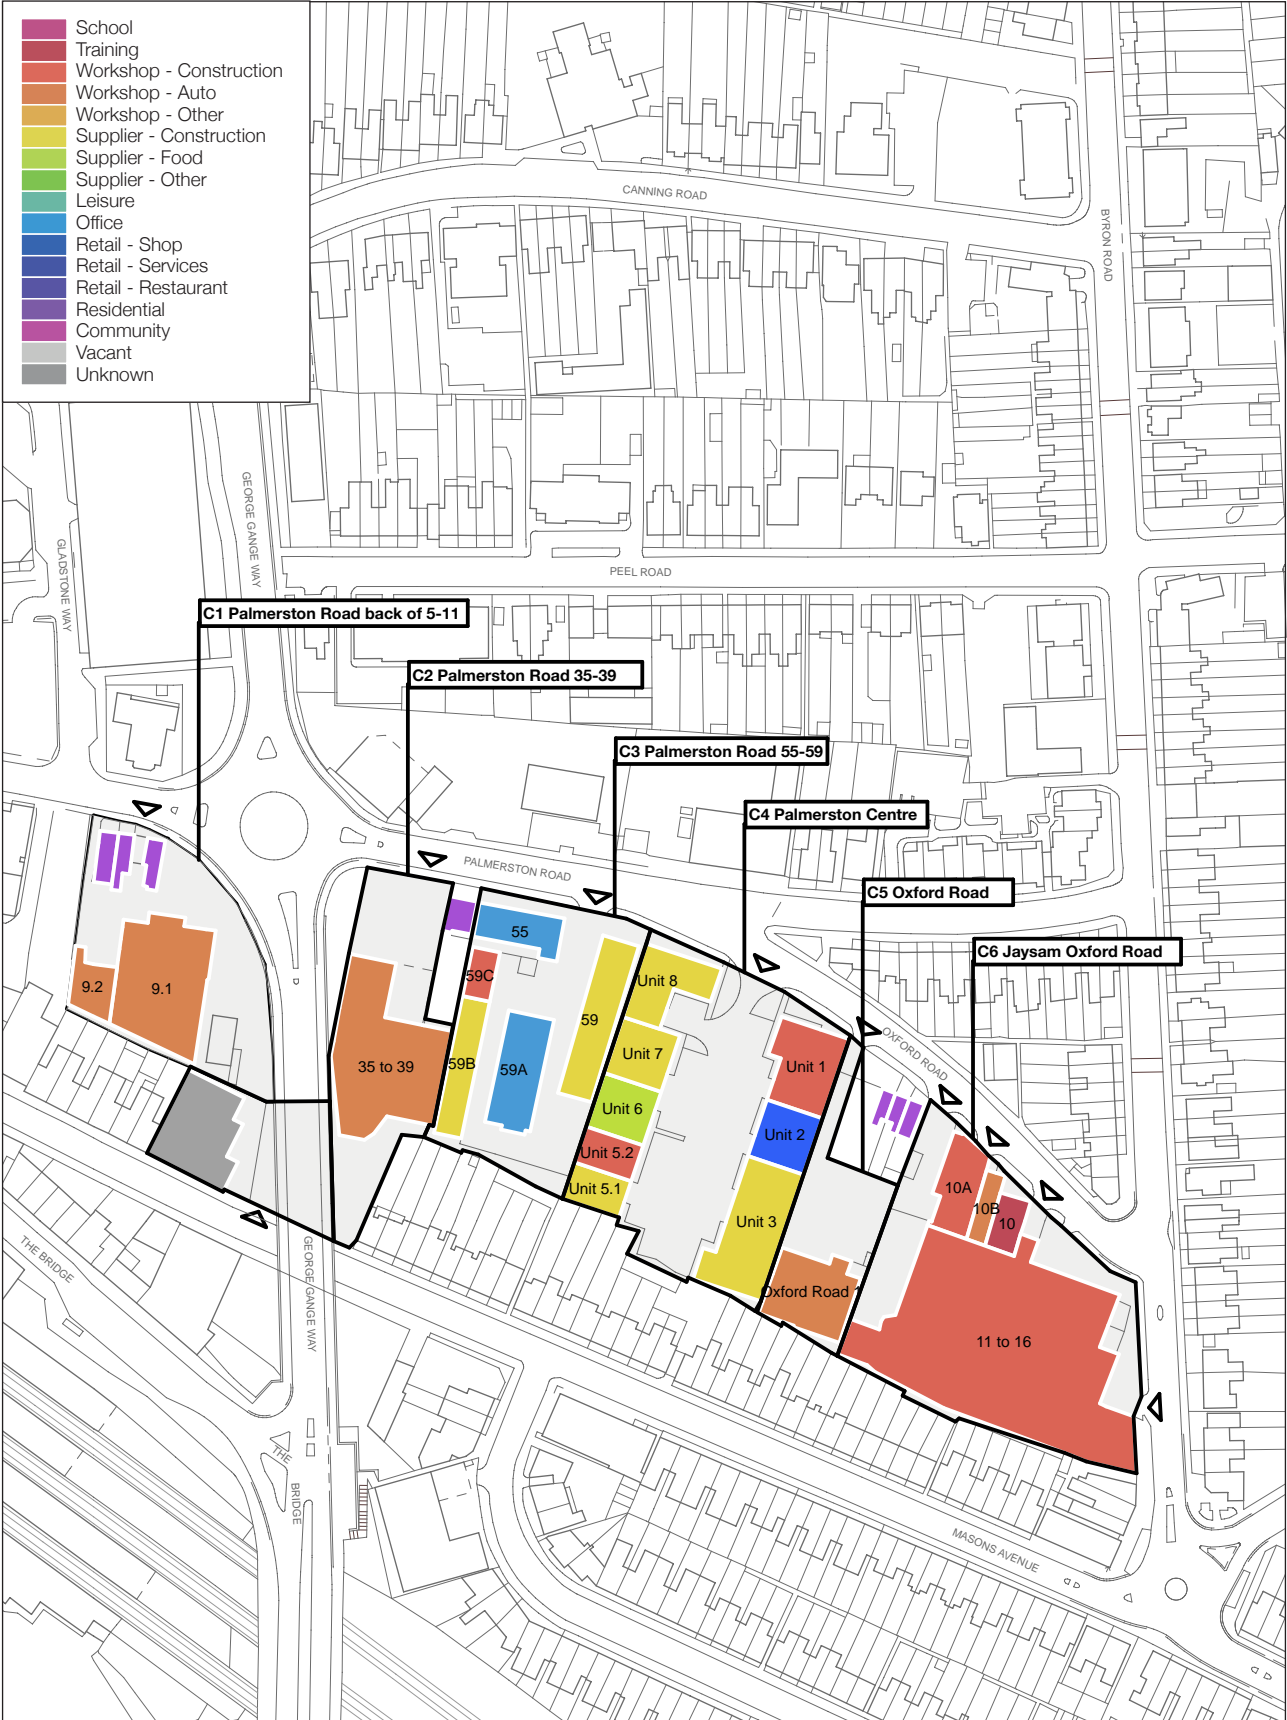 School
Training
Workshop - Construction
Workshop - Auto
Workshop - Other
Supplier - Construction
Supplier - Food
Supplier - Other
Leisure
Office
Retail - Shop
Retail - Services
Retail - Restaurant
Residential
Community
Vacant
Unknown
CANNING ROAD
BYRON ROAD
GEORGE GANGE WAY
GLADSTONE WAY
PEEL ROAD
C1 Palmerston Road back of 5-11
C2 Palmerston Road 35-39
C3 Palmerston Road 55-59
C4 Palmerston Centre
PALMERSTON ROAD
C5 Oxford Road
C6 Jaysam Oxford Road
55
59C
Unit 8
9.2
9.1
59
OXFORD ROAD
Unit 7
35 to 39
59B
59A
Unit 1
Unit 6
Unit 2
Unit 5.2
Unit 5.1
10A
10B
10
Unit 3
THE BRIDGE
GEORGE GANGE WAY
Oxford Road 1
11 to 16
THE
BRIDGE
MASONS AVENUE